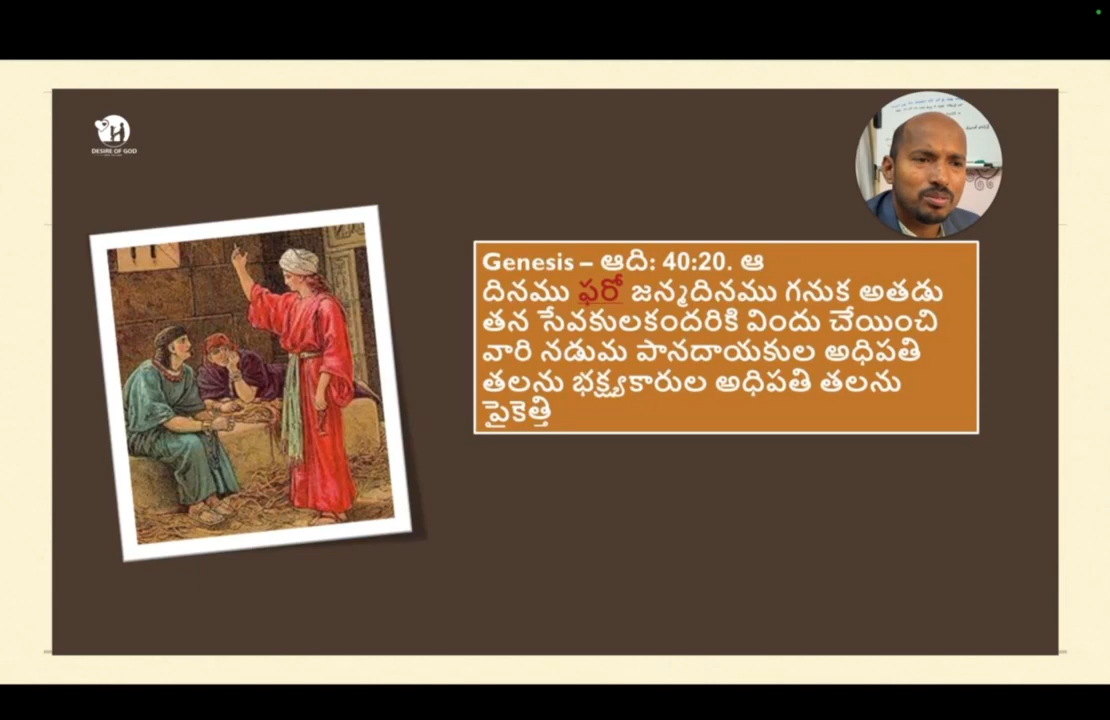 DESIRE OF GOD
Genesis – ఆది: 40:20. ఆ
దినము ఫరో జన్మదినము గనుక అతడు
తన సేవకులకందరికి విందు చేయించి
వారి నడుమ పానదాయకుల అధిపతి
తలను భక్ష్యకారుల అధిపతి తలను
పైకెత్తి